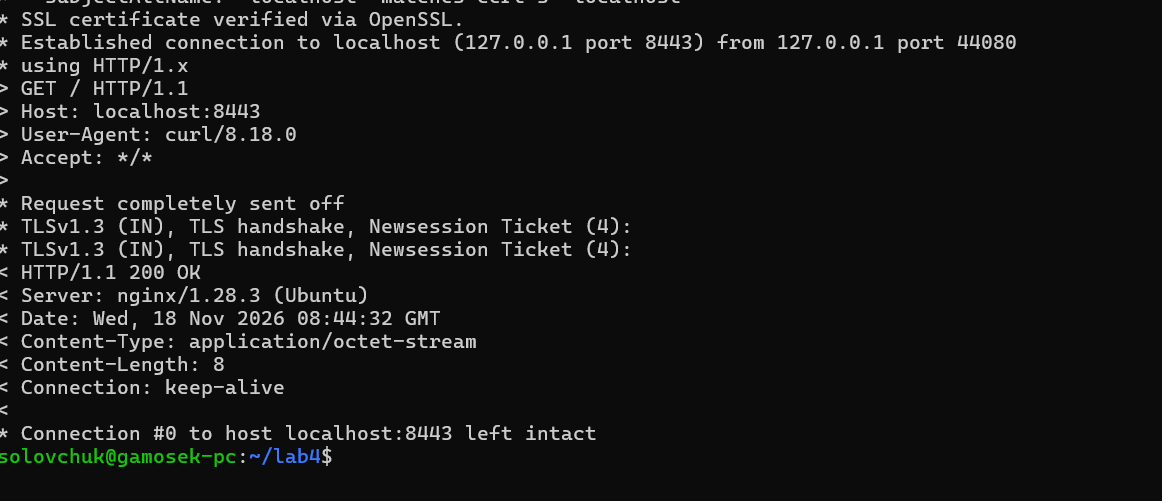 * SSL certificate verified via OpenSSL.
* Established connection to localhost (127.0.0.1 port 8443) from 127.0.0.1 port 44080
* using HTTP/1.x
> GET / HTTP/1.1
> Host: localhost:8443
> User-Agent: curl/8.18.0
> Accept: */*
>
* Request completely sent off
* TLSv1.3 (IN), TLS handshake, Newsession Ticket (4):
* TLSv1.3 (IN), TLS handshake, Newsession Ticket (4):
< HTTP/1.1 200 OK
< Server: nginx/1.28.3 (Ubuntu)
< Date: Wed, 18 Nov 2026 08:44:32 GMT
< Content-Type: application/octet-stream
< Content-Length: 8
< Connection: keep-alive
<
* Connection #0 to host localhost:8443 left intact
solovchuk@gamosek-pc:~/lab4$